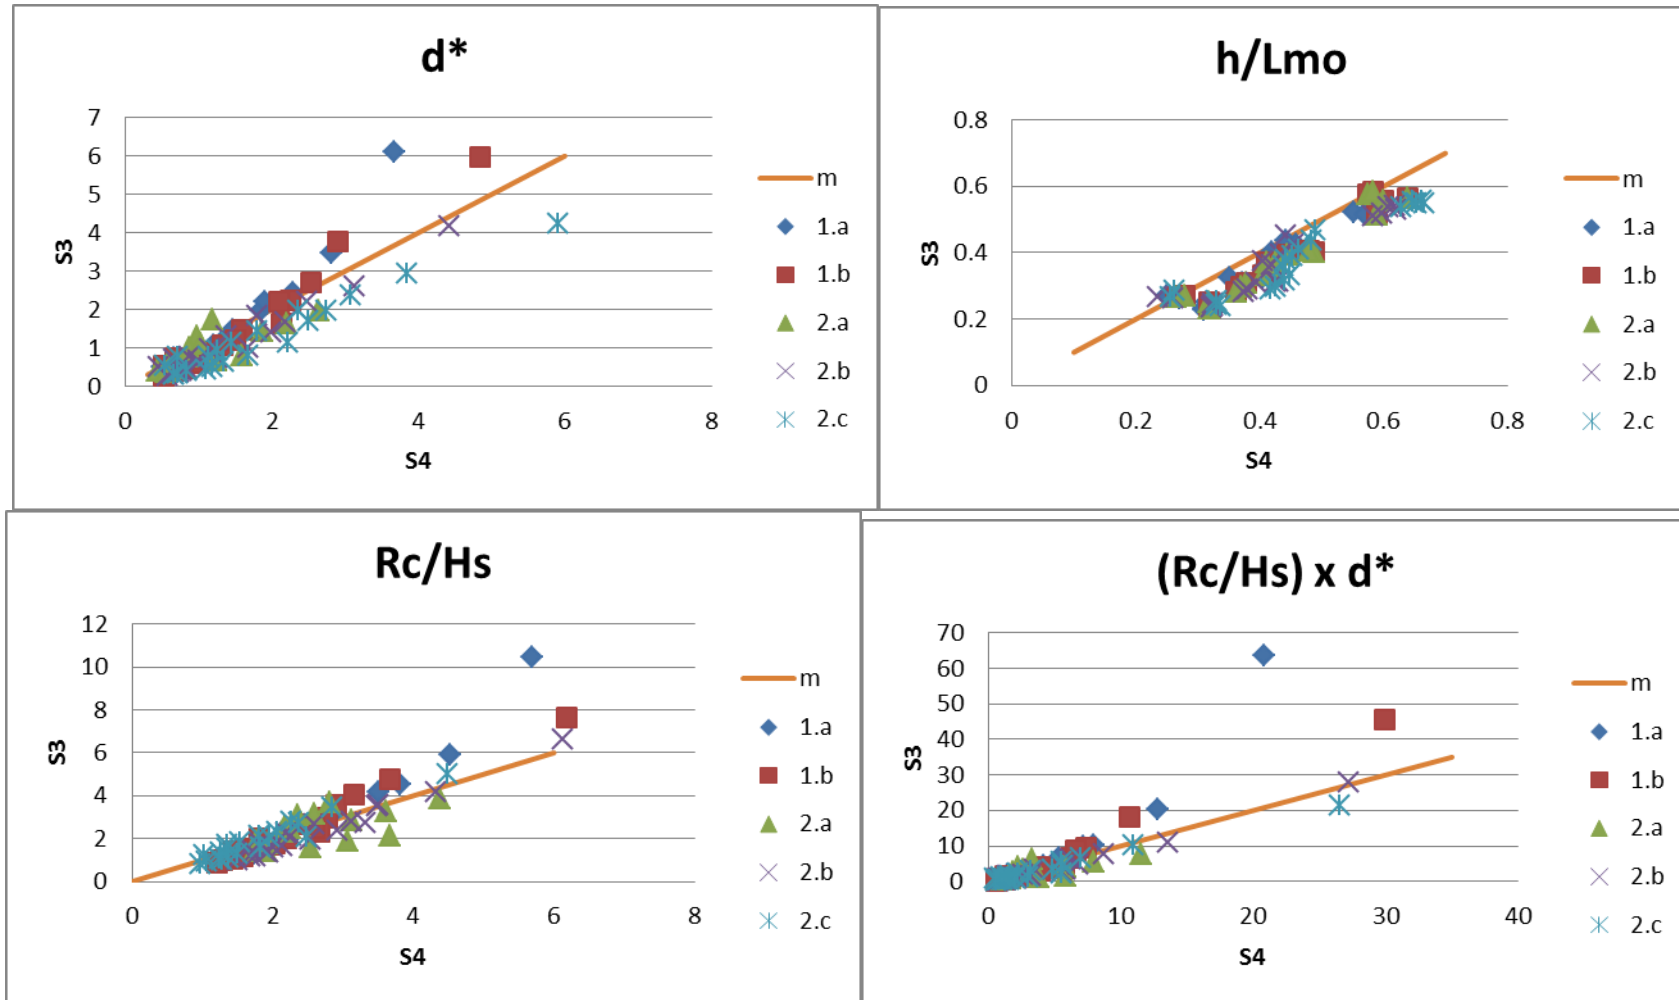 d*
7
6
5
4
3
2
1
0
0 2 4 6 8
S3
S4
m
1.a
1.b
2.a
2.b
2.c
h/Lmo
0.8
0.6
0.4
0.2
0
0 0.2 0.4 0.6 0.8
S3
S4
m
1.a
1.b
2.a
2.b
2.c
Rc/Hs
12
10
8
6
4
2
0
0 2 4 6 8
S3
S4
m
1.a
1.b
2.a
2.b
2.c
(Rc/Hs) x d*
70
60
50
40
30
20
10
0
0 10 20 30 40
S3
S4
m
1.a
1.b
2.a
2.b
2.c